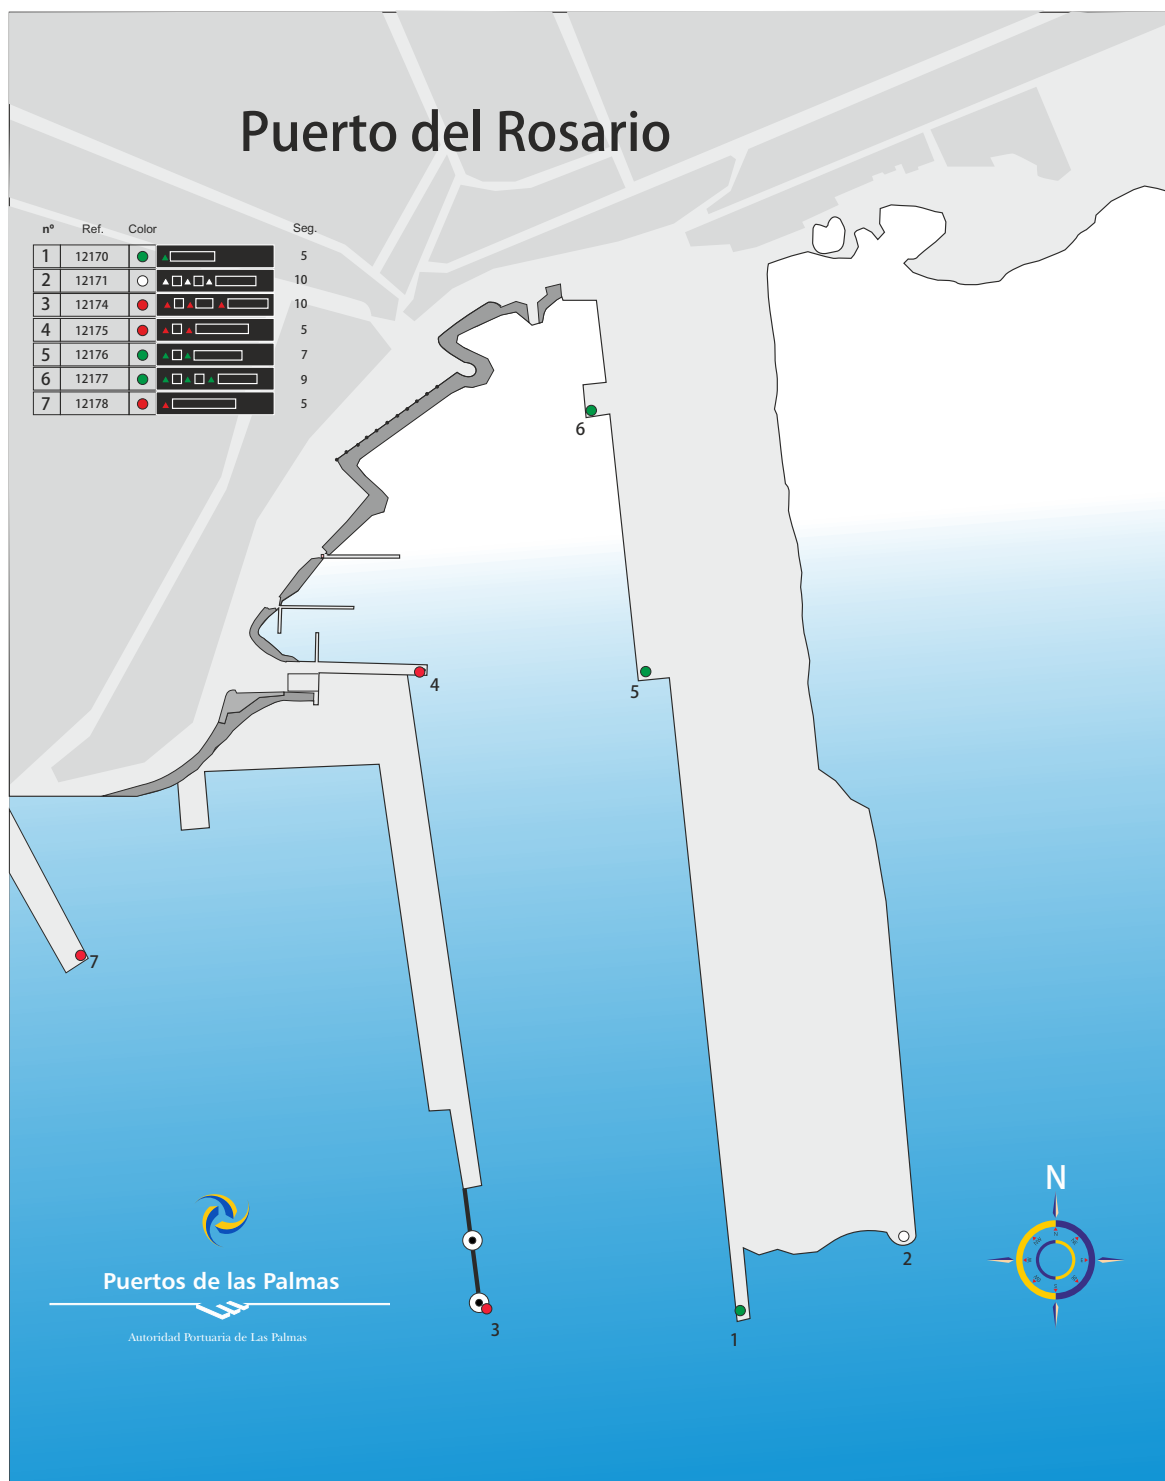 Puerto del Rosario
nº Ref. Color Seg.
1 12170 5
2 12171 10
3 12174 10
4 12175 5
5 12176 7
6 12177 9
7 12178 5
6
5
4
7
N
2
3
1
Puertos de las Palmas
Autoridad Portuaria de Las Palmas